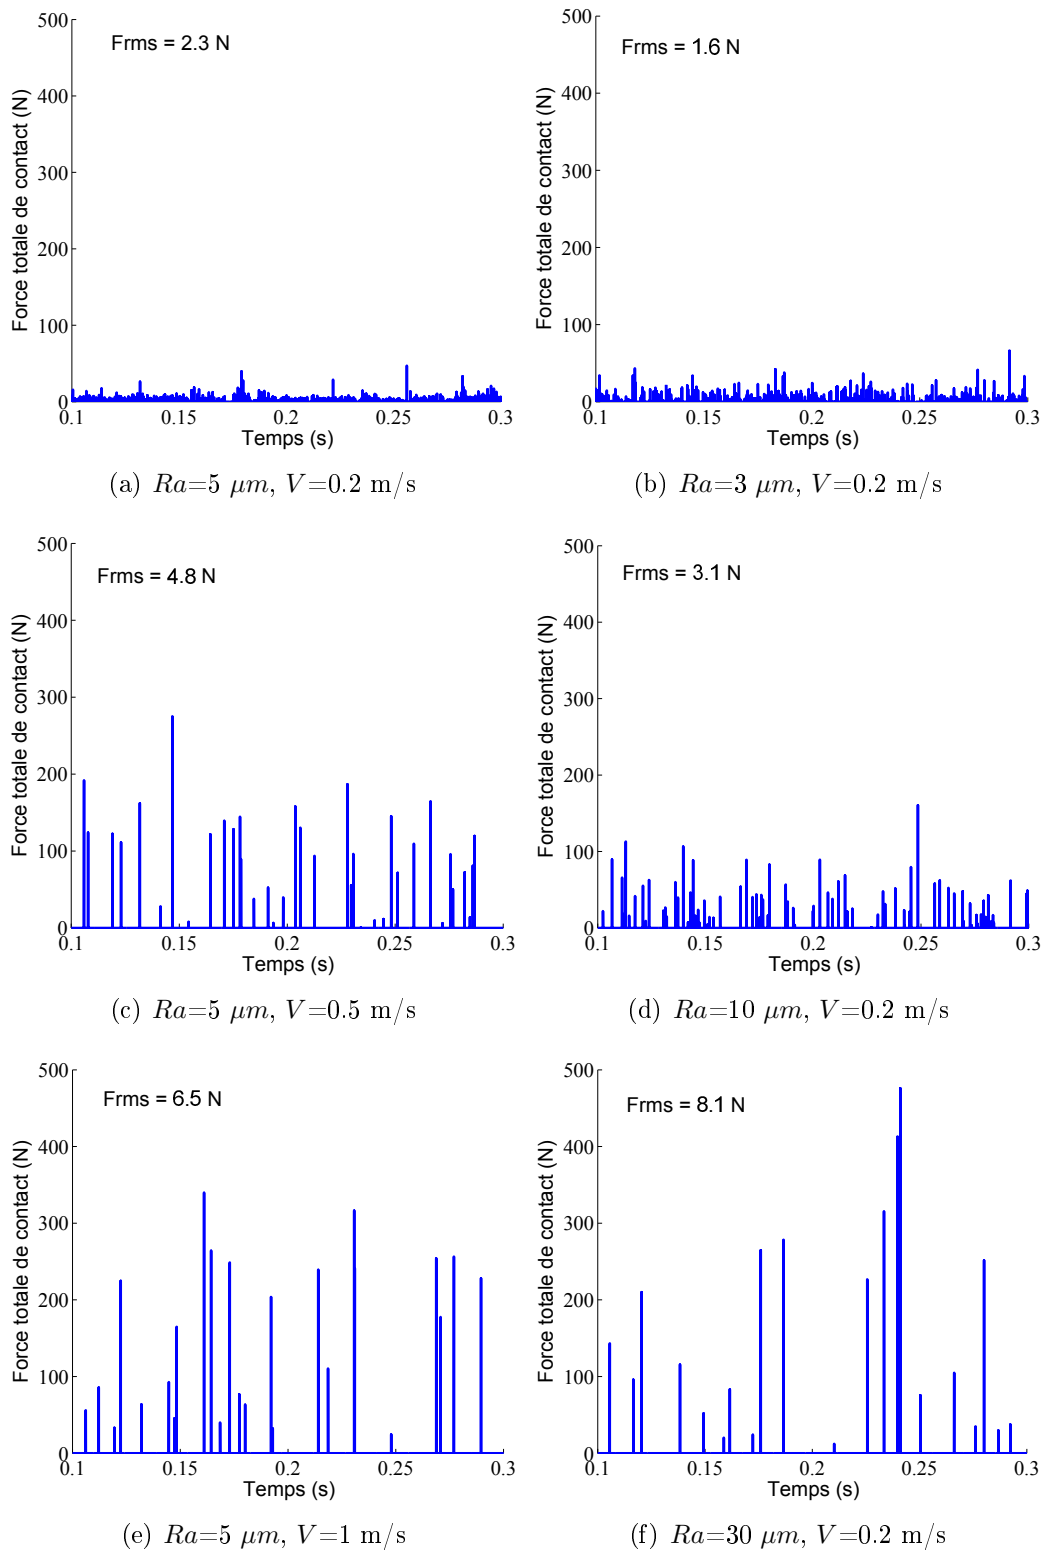 500
400
300
200
100
0
Force totale de contact (N)
Frms = 2.3 N
0.1 0.15 0.2 0.25 0.3
Temps (s)
(a) Ra=5 μm, V=0.2 m/s
500
400
300
200
100
0
Force totale de contact (N)
Frms = 1.6 N
0.1 0.15 0.2 0.25 0.3
Temps (s)
(b) Ra=3 μm, V=0.2 m/s
500
400
300
200
100
0
Force totale de contact (N)
Frms = 4.8 N
0.1 0.15 0.2 0.25 0.3
Temps (s)
(c) Ra=5 μm, V=0.5 m/s
500
400
300
200
100
0
Force totale de contact (N)
Frms = 3.1 N
0.1 0.15 0.2 0.25 0.3
Temps (s)
(d) Ra=10 μm, V=0.2 m/s
500
400
300
200
100
0
Force totale de contact (N)
Frms = 6.5 N
0.1 0.15 0.2 0.25 0.3
Temps (s)
(e) Ra=5 μm, V=1 m/s
500
400
300
200
100
0
Force totale de contact (N)
Frms = 8.1 N
0.1 0.15 0.2 0.25 0.3
Temps (s)
(f) Ra=30 μm, V=0.2 m/s